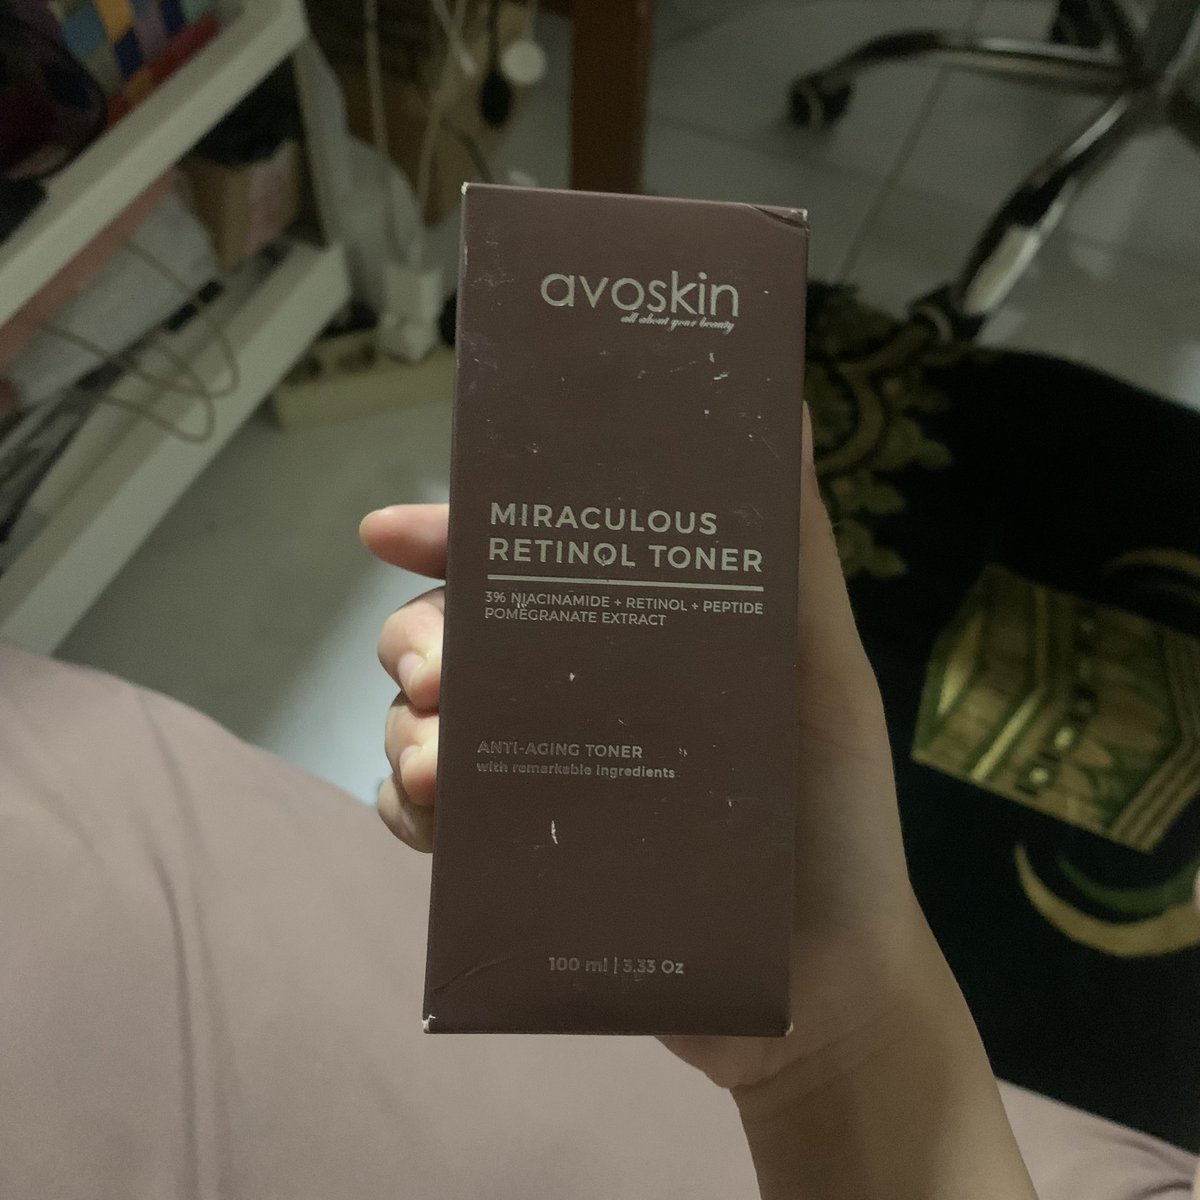 avoskin
all about your beauty
MIRACULOUS
RETINOL TONER
3% NIACINAMIDE + RETINOL + PEPTIDE
POMEGRANATE EXTRACT
ANTI-AGING TONER
with remarkable ingredients
100 ml | 3.33 Oz